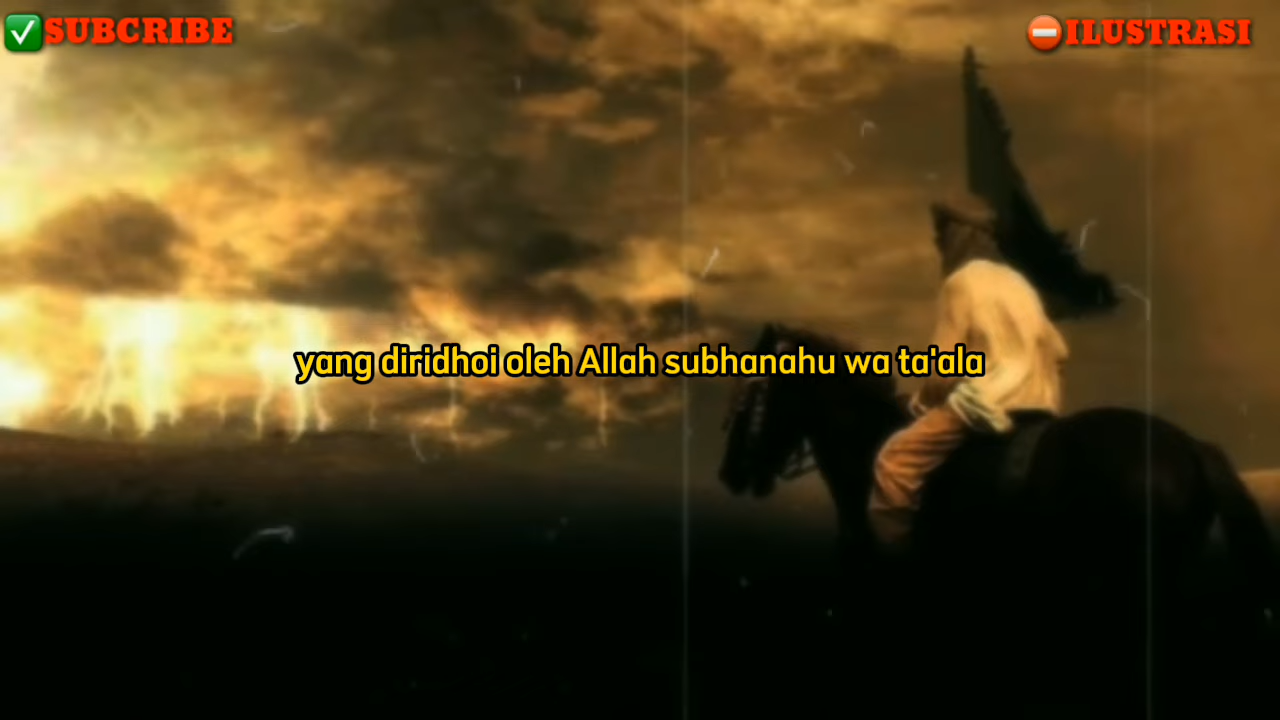 ✅SUBCRIBE
⛔ILUSTRASI
yang diridhoi oleh Allah subhanahu wa ta'ala